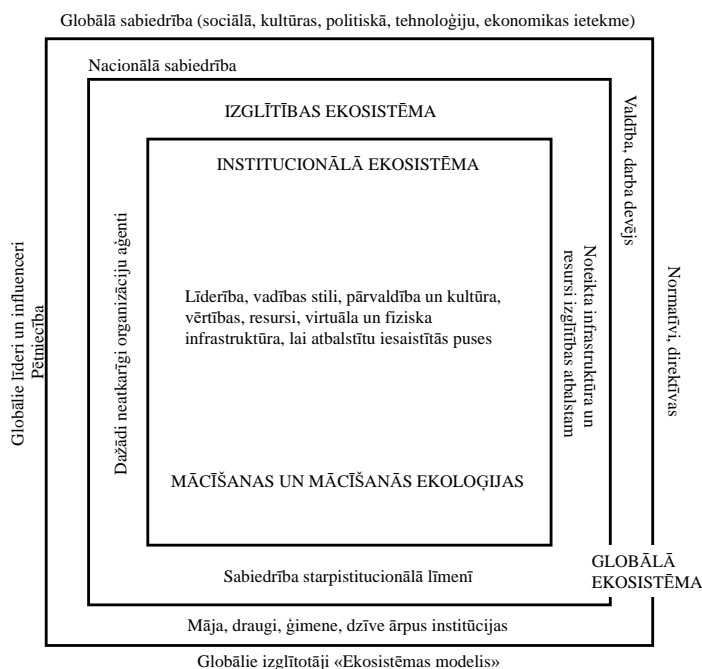 Globālā sabiedrība (sociālā, kultūras, politiskā, tehnoloģiju, ekonomikas ietekme)
Nacionālā sabiedrība
IZGLĪTĪBAS EKOSISTĒMA
INSTITUCIONĀLĀ EKOSISTĒMA
Globālie līderi un influenceri
Pētniecība
Dažādi neatkarīgi organizāciju aģenti
Līderība, vadības stili, pārvaldība un kultūra,
vērtības, resursi, virtuāla un fiziska
infrastruktūra, lai atbalstītu iesaistītās puses
Noteikta infrastruktūra un
resursi izglītības atbalstam
Valdība, darba devējs
Normatīvi, direktīvas
MĀCĪŠANAS UN MĀCĪŠANĀS EKOLOĢIJAS
Sabiedrība starpistitucionālā līmenī
GLOBĀLĀ
EKOSISTĒMA
Māja, draugi, ģimene, dzīve ārpus institūcijas
Globālie izglītotāji «Ekosistēmas modelis»